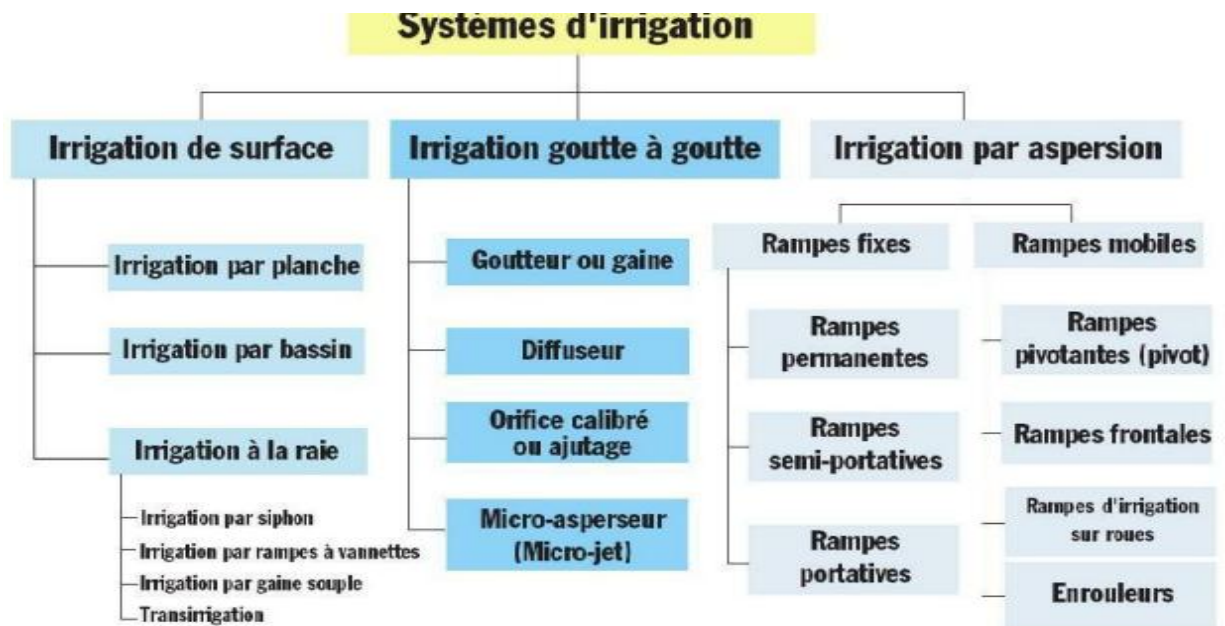 Systèmes d'irrigation
Irrigation de surface
Irrigation par planche
Irrigation par bassin
Irrigation à la raie
Irrigation par siphon
Irrigation par rampes à vannettes
Irrigation par gaine souple
Transirrigation
Irrigation goutte à goutte
Goutteur ou gaine
Diffuseur
Orifice calibré
ou ajutage
Micro-asperseur
(Micro-jet)
Irrigation par aspersion
Rampes fixes
Rampes
permanentes
Rampes
semi-portatives
Rampes
portatives
Rampes mobiles
Rampes
pivotantes (pivot)
Rampes frontales
Rampes d'irrigation
sur roues
Enrouleurs